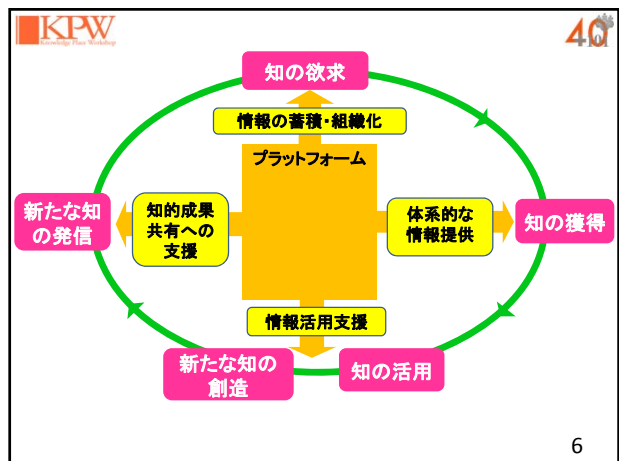 KPW
Knowledge Place Workshop
40
101
知の欲求
情報の蓄積・組織化
プラットフォーム
新たな知
の発信
知的成果
共有への
支援
体系的な
情報提供
知の獲得
情報活用支援
新たな知の
創造
知の活用
6